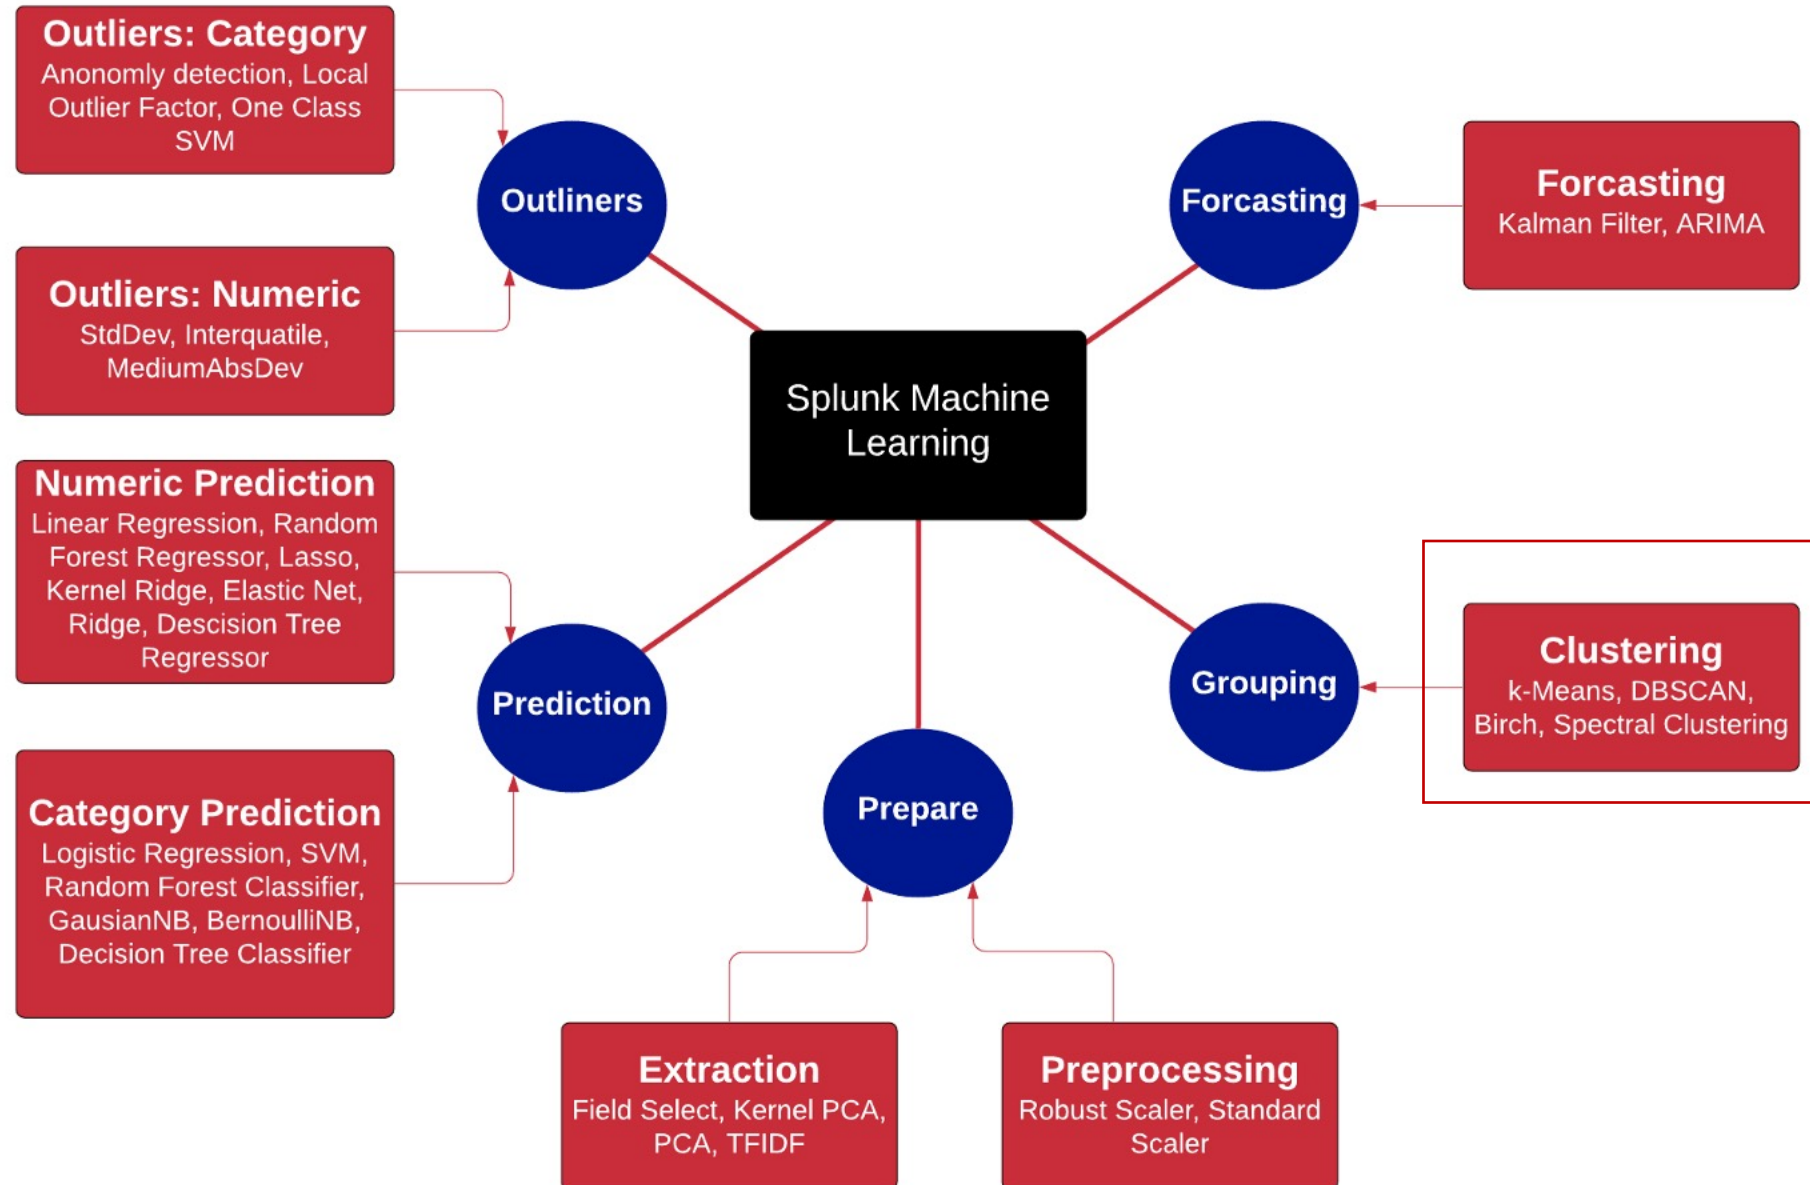 Outliers: Category
Anonomly detection, Local
Outlier Factor, One Class
SVM
Outliners
Forcasting
Forcasting
Kalman Filter, ARIMA
Outliers: Numeric
StdDev, Interquatile,
MediumAbsDev
Splunk Machine
Learning
Numeric Prediction
Linear Regression, Random
Forest Regressor, Lasso,
Kernel Ridge, Elastic Net,
Ridge, Descision Tree
Regressor
Prediction
Grouping
Clustering
k-Means, DBSCAN,
Birch, Spectral Clustering
Category Prediction
Logistic Regression, SVM,
Random Forest Classifier,
GausianNB, BernoulliNB,
Decision Tree Classifier
Prepare
Extraction
Field Select, Kernel PCA,
PCA, TFIDF
Preprocessing
Robust Scaler, Standard
Scaler